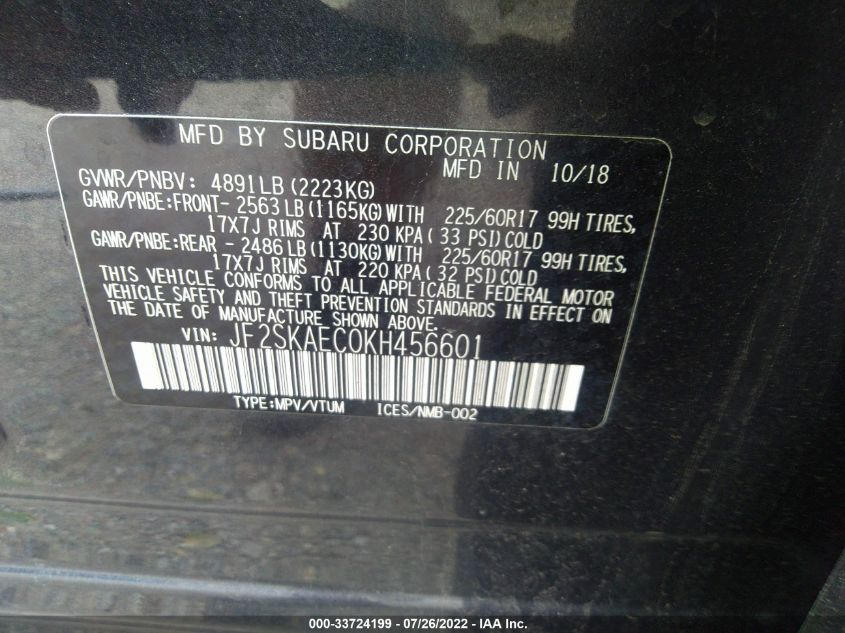 MFD BY SUBARU CORPORATION
MFD IN 10/18
GVWR/PNBV: 4891LB (2223KG)
GAWR/PNBE:FRONT- 2563 LB (1165KG) WITH 225/60R17 99H TIRES,
17X7J RIMS AT 230 KPA ( 33 PSI) COLD
GAWR/PNBE:REAR - 2486 LB (1130KG) WITH 225/60R17 99H TIRES,
17X7J RIMS AT 220 KPA ( 32 PSI) COLD
THIS VEHICLE CONFORMS TO ALL APPLICABLE FEDERAL MOTOR
VEHICLE SAFETY AND THEFT PREVENTION STANDARDS IN EFFECT ON
THE DATE OF MANUFACTURE SHOWN ABOVE.
VIN: JF2SKAEC0KH456601
TYPE:MPV/VTUM ICES/NMB-002
000-33724199 - 07/26/2022 - IAA Inc.